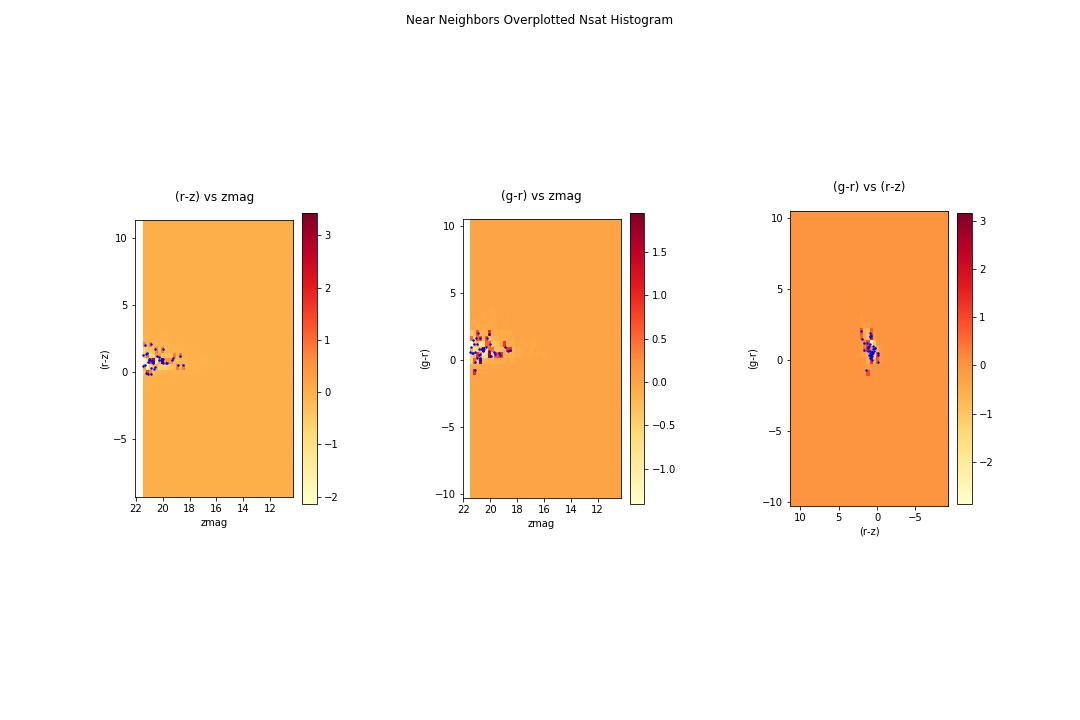 Near Neighbors Overplotted Nsat Histogram
(r-z) vs zmag
10
5
0
−5
(r-z)
22 20 18 16 14 12
zmag
3
2
1
0
−1
−2
(g-r) vs zmag
10
5
0
−5
−10
(g-r)
22 20 18 16 14 12
zmag
1.5
1.0
0.5
0.0
−0.5
−1.0
(g-r) vs (r-z)
10
5
0
−5
−10
(g-r)
10 5 0 −5
(r-z)
3
2
1
0
−1
−2